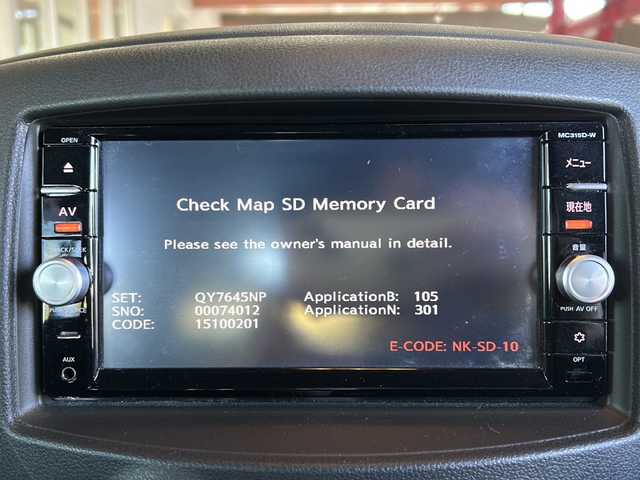 OPEN
MC315D-W
メニュー
AV
現在地
音量
PUSH AV OFF
AUX
OPT
Check Map SD Memory Card
Please see the owner's manual in detail.
SET: QY7645NP ApplicationB: 105
SNO: 00074012 ApplicationN: 301
CODE: 15100201
E-CODE: NK-SD-10